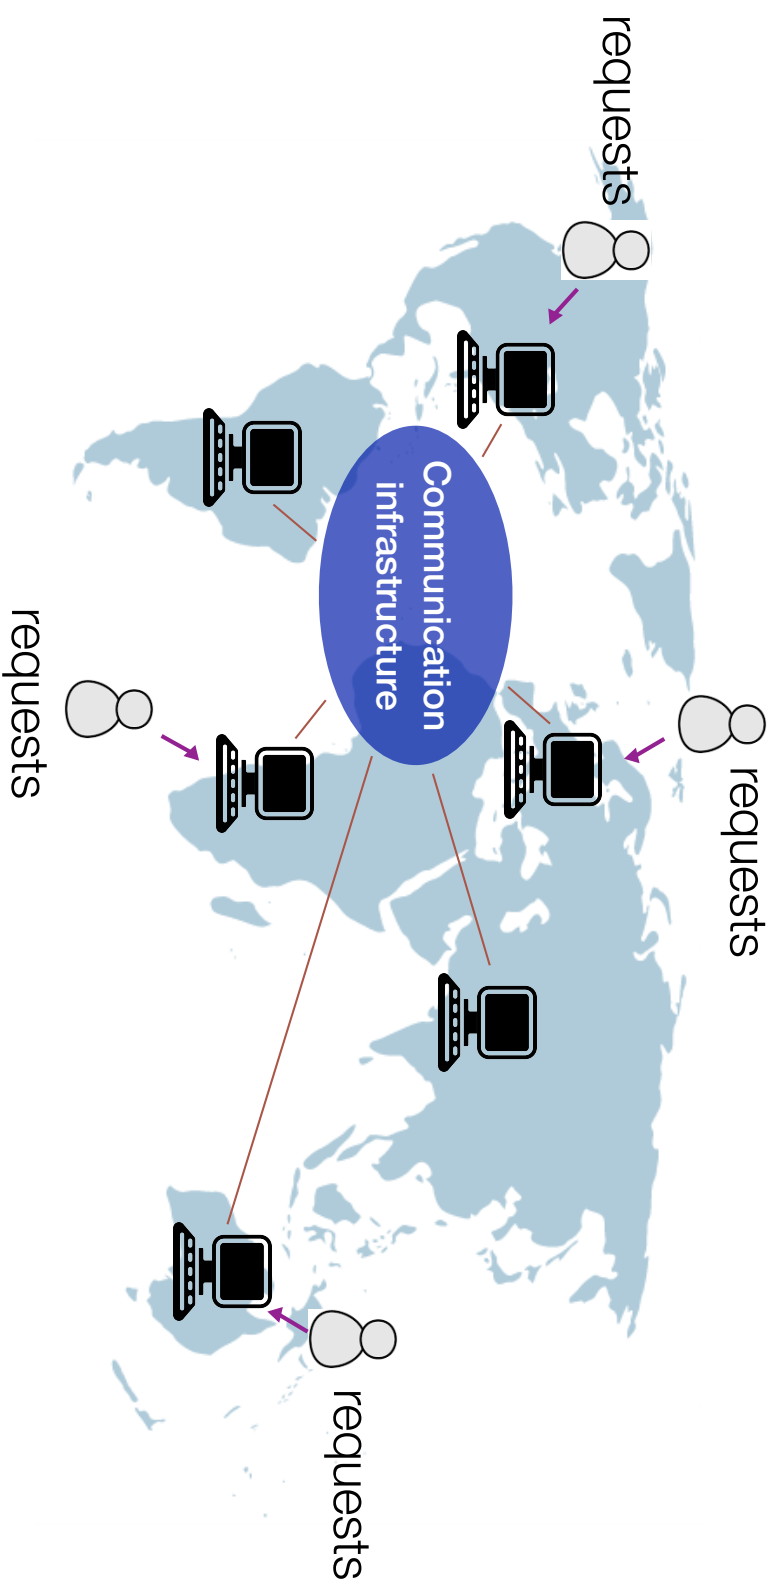 requests
requests
Communication
infrastructure
requests
requests